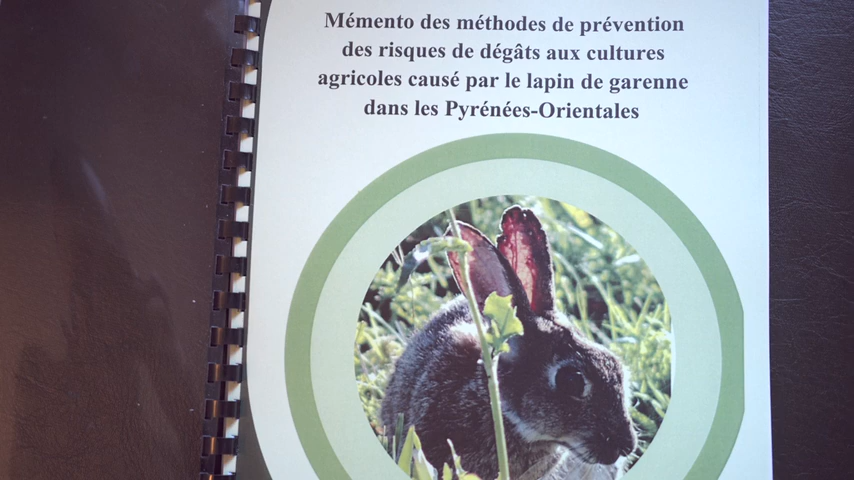 Mémento des méthodes de prévention
des risques de dégâts aux cultures
agricoles causé par le lapin de garenne
dans les Pyrénées-Orientales